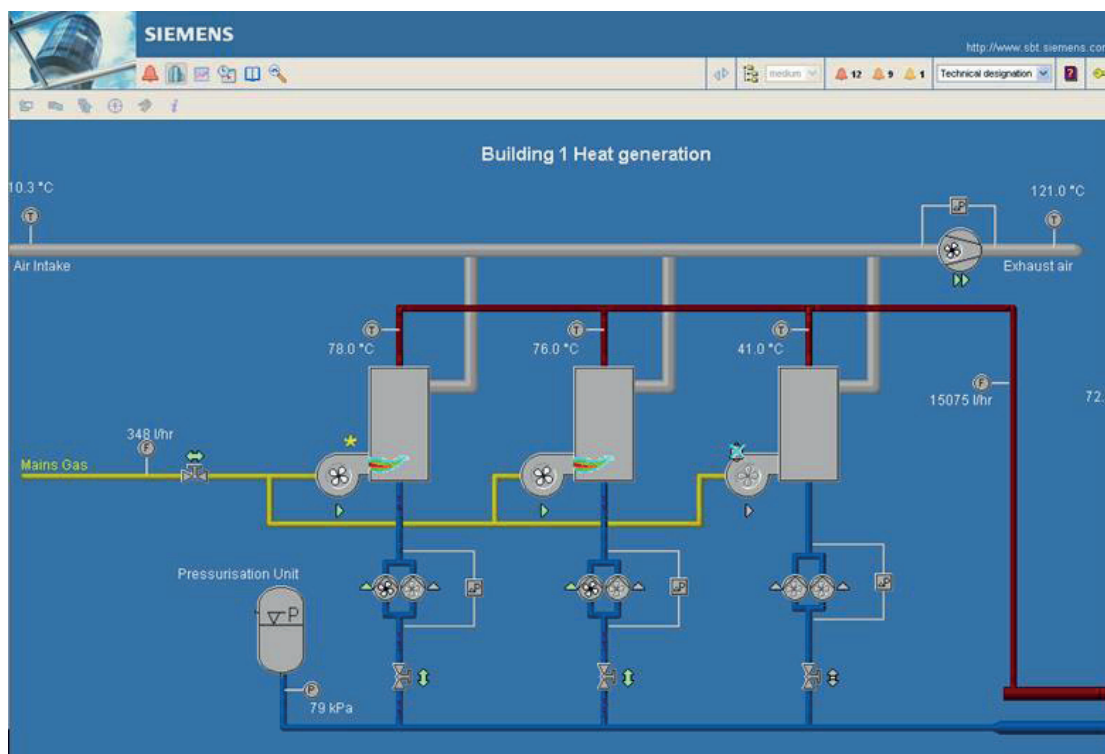 SIEMENS
http://www.sbt.siemens.com
medium
12
9
1
Technical designation
?
i
Building 1 Heat generation
10.3 °C
121.0 °C
T
P
T
Air Intake
Exhaust air
T
T
T
78.0 °C
76.0 °C
41.0 °C
F
15075 l/hr
72.
348 l/hr
F
Mains Gas
Pressurisation Unit
P
P
P
P
P
79 kPa